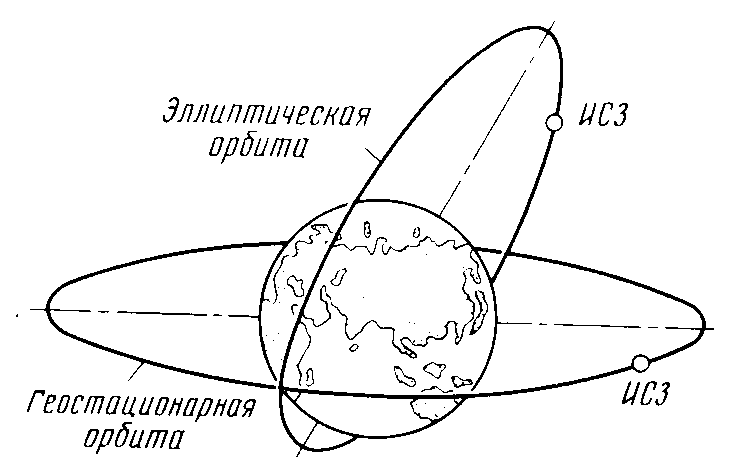 Эллиптическая
орбита
ИСЗ
Геостационарная
орбита
ИСЗ